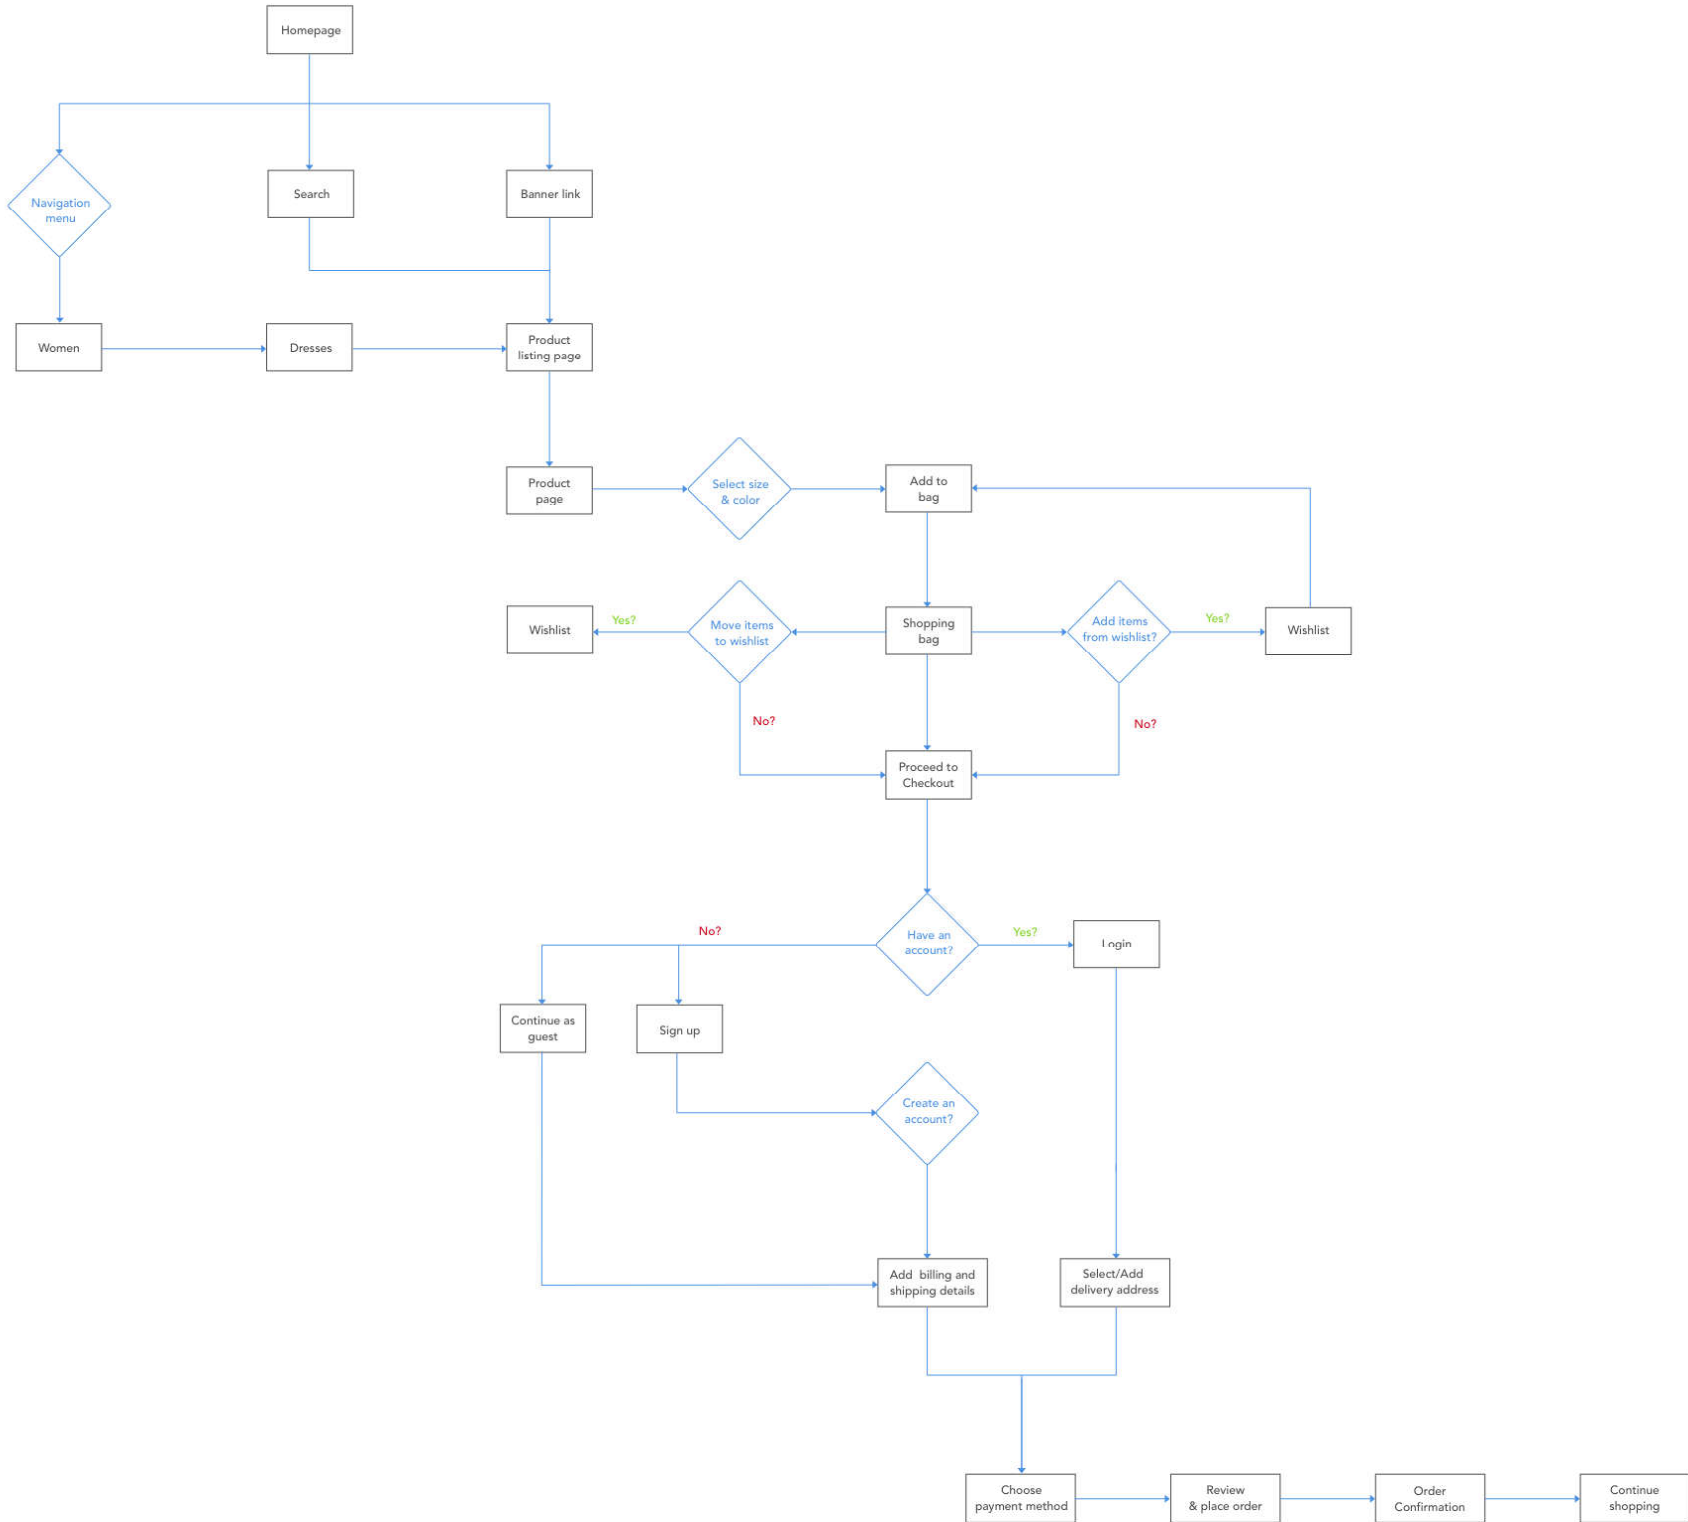 Homepage
Navigation
menu
Search
Banner link
Women
Dresses
Product
listing page
Product
page
Select size
& color
Add to
bag
Wishlist
Yes?
Move items
to wishlist
Shopping
bag
Add items
from wishlist?
Yes?
Wishlist
No?
No?
Proceed to
Checkout
No?
Have an
account?
Yes?
Login
Continue as
guest
Sign up
Create an
account?
Add billing and
shipping details
Select/Add
delivery address
Choose
payment method
Review
& place order
Order
Confirmation
Continue
shopping